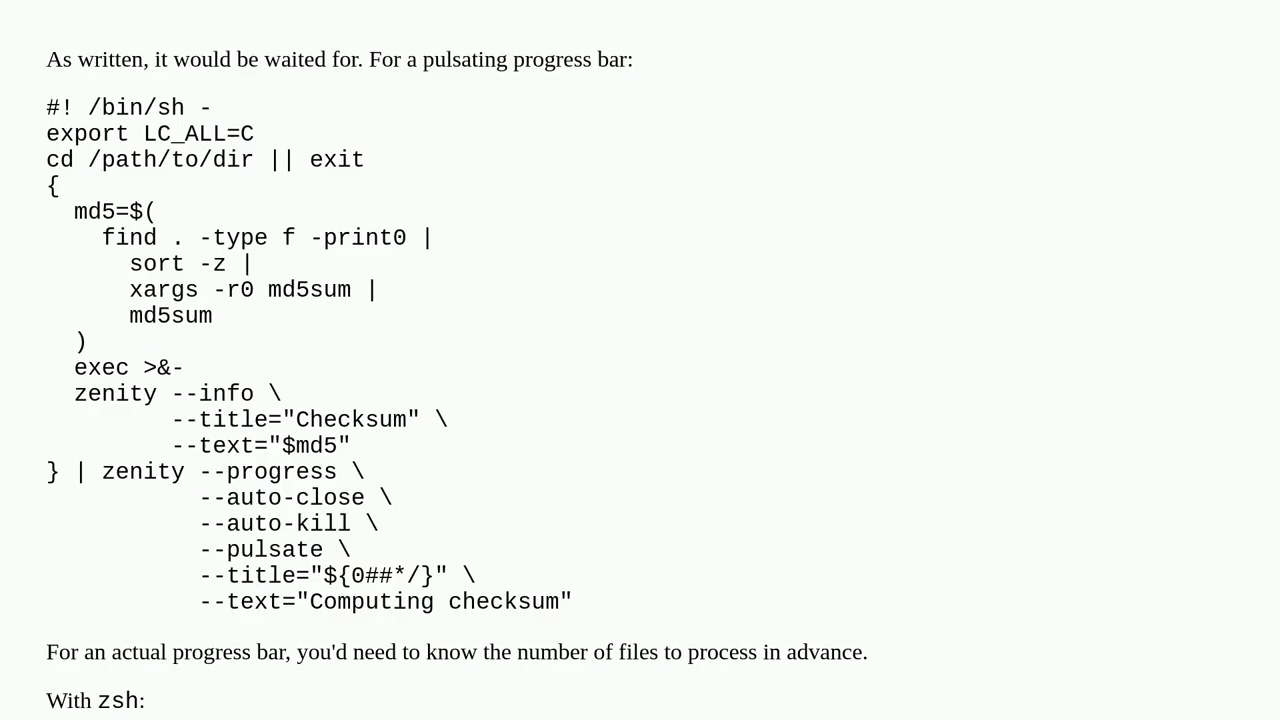 As written, it would be waited for. For a pulsating progress bar:
#! /bin/sh -
export LC_ALL=C
cd /path/to/dir || exit
{
  md5=$(
    find . -type f -print0 |
      sort -z |
      xargs -r0 md5sum |
      md5sum
  )
  exec >&-
  zenity --info \
         --title="Checksum" \
         --text="$md5"
} | zenity --progress \
           --auto-close \
           --auto-kill \
           --pulsate \
           --title="${0##*/}" \
           --text="Computing checksum"
For an actual progress bar, you'd need to know the number of files to process in advance.
With zsh: